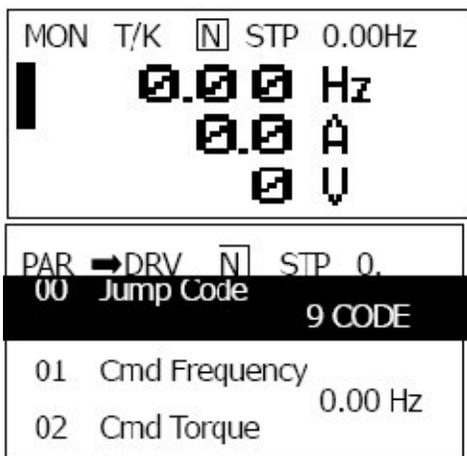 MON T/K N STP 0.00Hz
0.00 Hz
0.0 A
0 V
PAR ➡DRV N STP 0.
00 Jump Code
9 CODE
01 Cmd Frequency
0.00 Hz
02 Cmd Torque